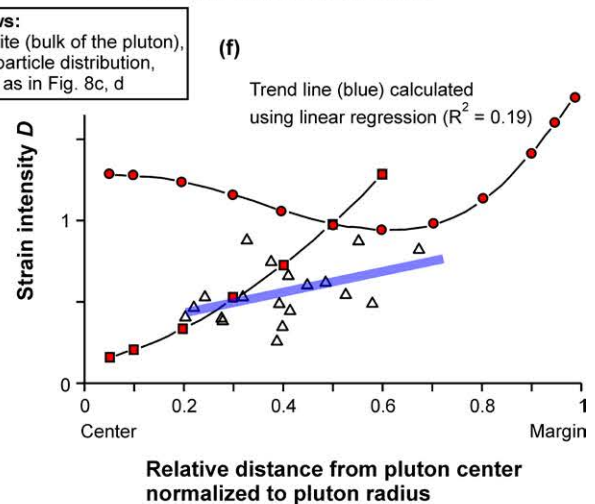 ite (bulk of the pluton),
particle distribution,
as in Fig. 8c, d
(f)
Trend line (blue) calculated
using linear regression (R² = 0.19)
Strain intensity D
1
0
0 0.2 0.4 0.6 0.8 1
Center Margin
Relative distance from pluton center
normalized to pluton radius